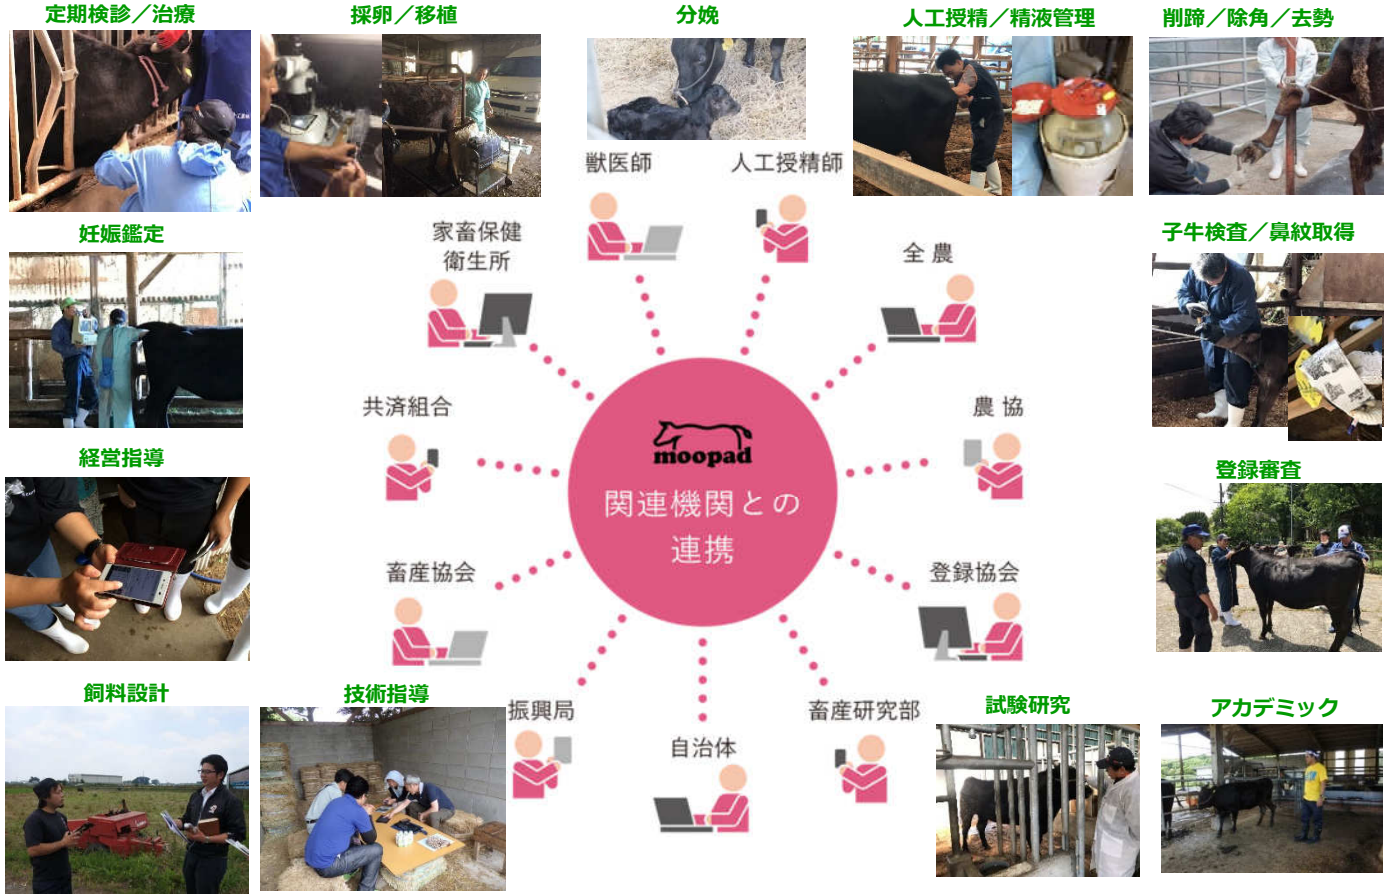 定期検診／治療
採卵／移植
分娩
人工授精／精液管理
削蹄／除角／去勢
獣医師
人工授精師
妊娠鑑定
家畜保健
衛生所
全 農
子牛検査／鼻紋取得
共済組合
農 協
moopad
関連機関との
連携
経営指導
登録審査
畜産協会
登録協会
飼料設計
技術指導
振興局
自治体
畜産研究部
試験研究
アカデミック